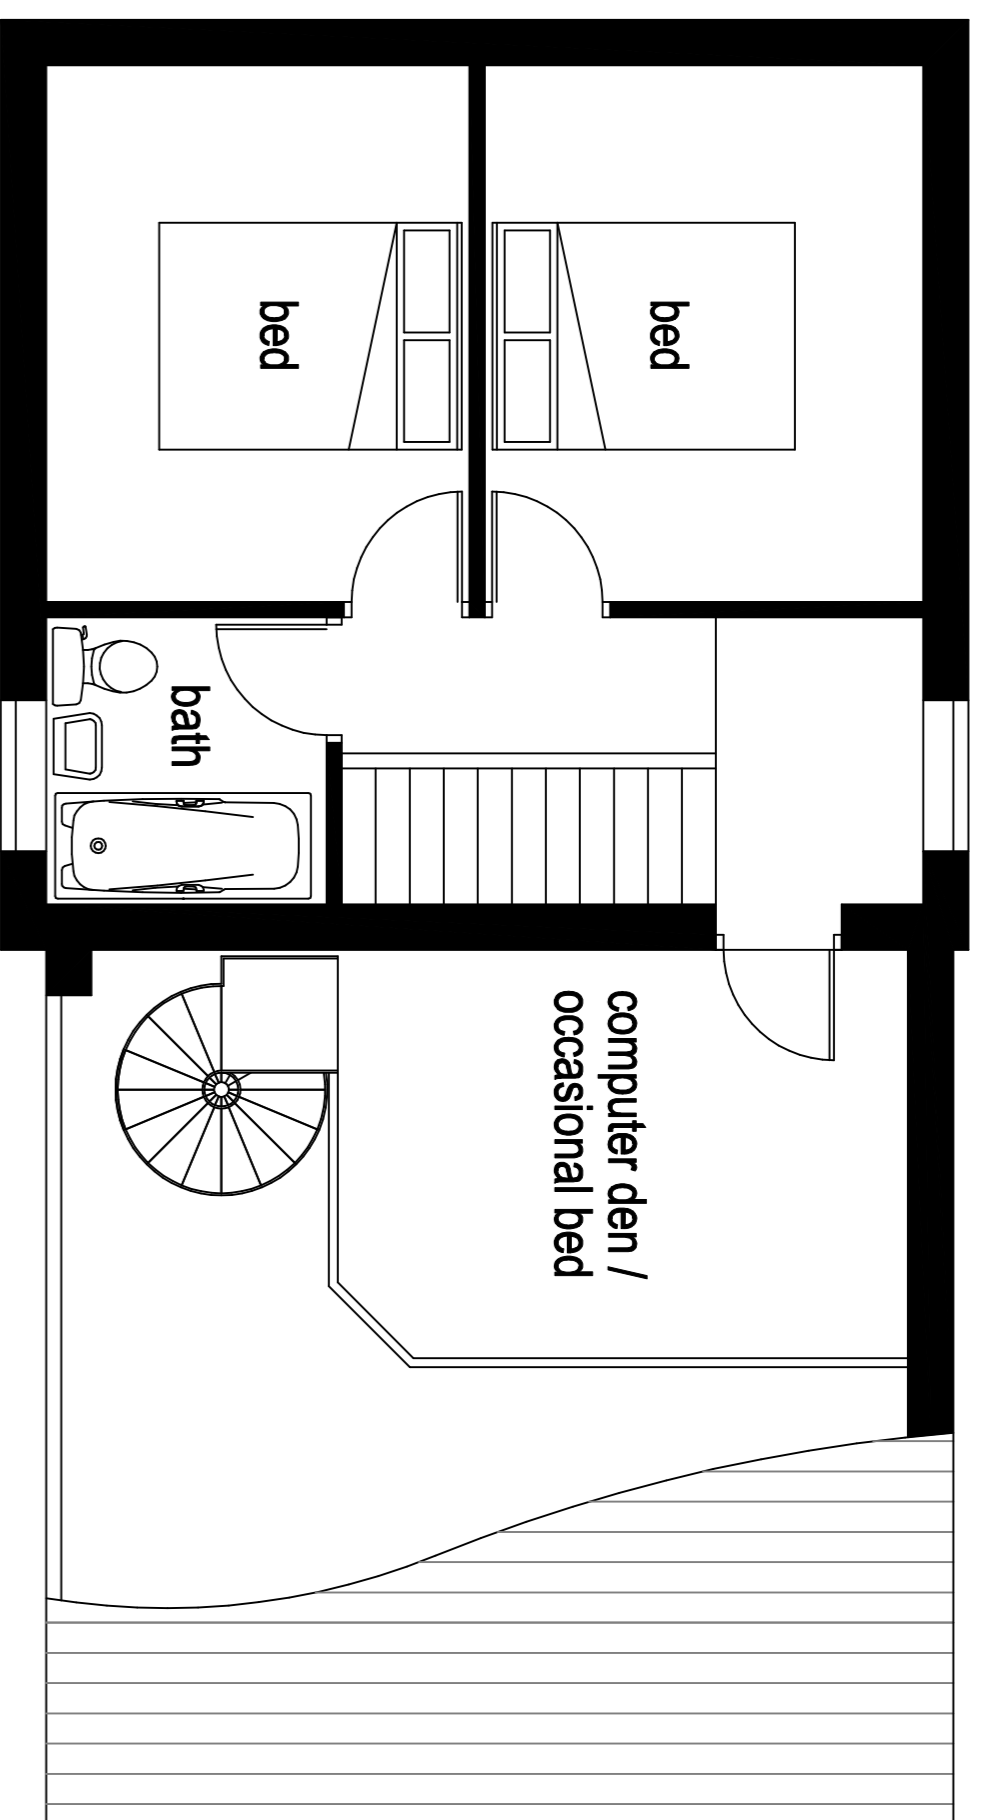 bed
bed
bath
computer den /
occasional bed